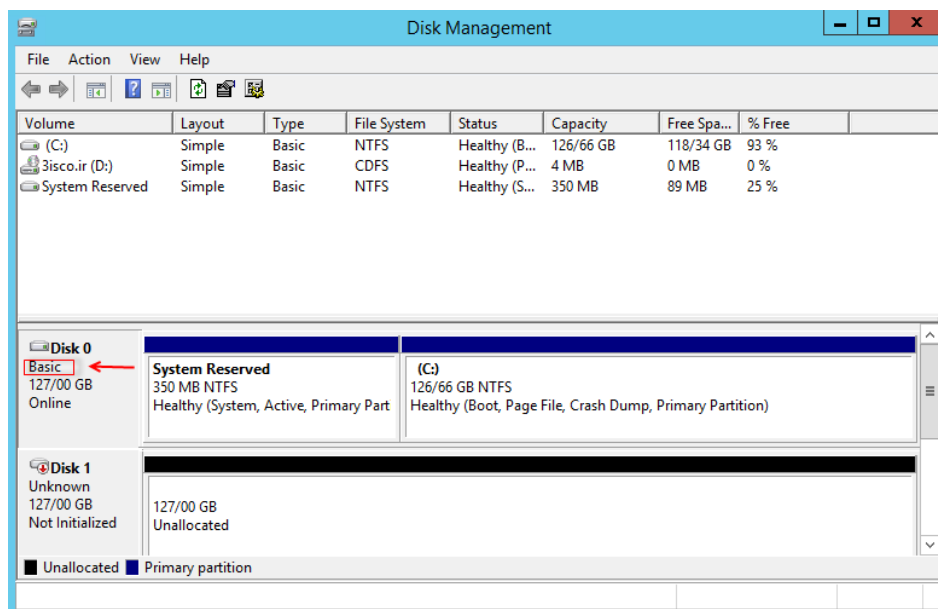 Disk Management
File Action View Help
Volume Layout Type File System Status Capacity Free Spa... % Free
(C:) Simple Basic NTFS Healthy (B... 126/66 GB 118/34 GB 93 %
3isco.ir (D:) Simple Basic CDFS Healthy (P... 4 MB 0 MB 0 %
System Reserved Simple Basic NTFS Healthy (S... 350 MB 89 MB 25 %
Disk 0
Basic
127/00 GB
Online
System Reserved
350 MB NTFS
Healthy (System, Active, Primary Part
(C:)
126/66 GB NTFS
Healthy (Boot, Page File, Crash Dump, Primary Partition)
Disk 1
Unknown
127/00 GB
Not Initialized
127/00 GB
Unallocated
Unallocated Primary partition